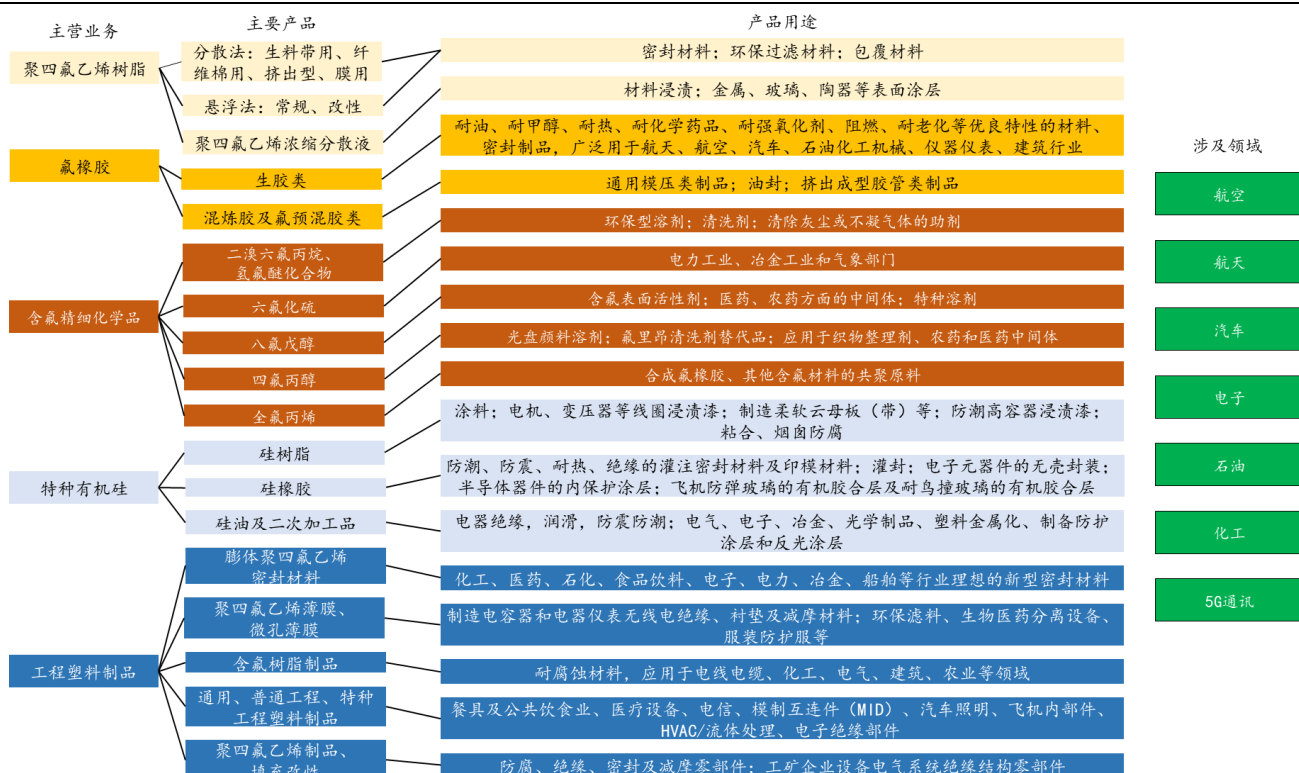 主营业务
主要产品
产品用途
聚四氟乙烯树脂
分散法：生料带用、纤
维棉用、挤出型、膜用
密封材料；环保过滤材料；包覆材料
悬浮法：常规、改性
材料浸渍；金属、玻璃、陶器等表面涂层
聚四氟乙烯浓缩分散液
氟橡胶
生胶类
耐油、耐甲醇、耐热、耐化学药品、耐强氧化剂、阻燃、耐老化等优良特性的材料、
密封制品，广泛用于航天、航空、汽车、石油化工机械、仪器仪表、建筑行业
混炼胶及氟预混胶类
通用模压类制品；油封；挤出成型胶管类制品
含氟精细化学品
二溴六氟丙烷、
氢氟醚化合物
环保型溶剂；清洗剂；清除灰尘或不凝气体的助剂
六氟化硫
电力工业、冶金工业和气象部门
八氟戊醇
含氟表面活性剂；医药、农药方面的中间体；特种溶剂
四氟丙醇
光盘颜料溶剂；氟里昂清洗剂替代品；应用于织物整理剂、农药和医药中间体
全氟丙烯
合成氟橡胶、其他含氟材料的共聚原料
特种有机硅
硅树脂
涂料；电机、变压器等线圈浸渍漆；制造柔软云母板（带）等；防潮高容器浸渍漆；
粘合、烟囱防腐
硅橡胶
防潮、防震、耐热、绝缘的灌注密封材料及印模材料；灌封；电子元器件的无壳封装；
半导体器件的内保护涂层；飞机防弹玻璃的有机胶合层及耐鸟撞玻璃的有机胶合层
硅油及二次加工品
电器绝缘，润滑，防震防潮；电气、电子、冶金、光学制品、塑料金属化、制备防护
涂层和反光涂层
工程塑料制品
膨体聚四氟乙烯
密封材料
化工、医药、石化、食品饮料、电子、电力、冶金、船舶等行业理想的新型密封材料
聚四氟乙烯薄膜、
微孔薄膜
制造电容器和电器仪表无线电绝缘、衬垫及减摩材料；环保滤料、生物医药分离设备、
服装防护服等
含氟树脂制品
耐腐蚀材料，应用于电线电缆、化工、电气、建筑、农业等领域
通用、普通工程、特种
工程塑料制品
餐具及公共饮食业、医疗设备、电信、模制互连件（MID）、汽车照明、飞机内部件、
HVAC/流体处理、电子绝缘部件
聚四氟乙烯制品、
填充改性
防腐、绝缘、密封及减摩零部件；工矿企业设备电气系统绝缘结构零部件
涉及领域
航空
航天
汽车
电子
石油
化工
5G通讯